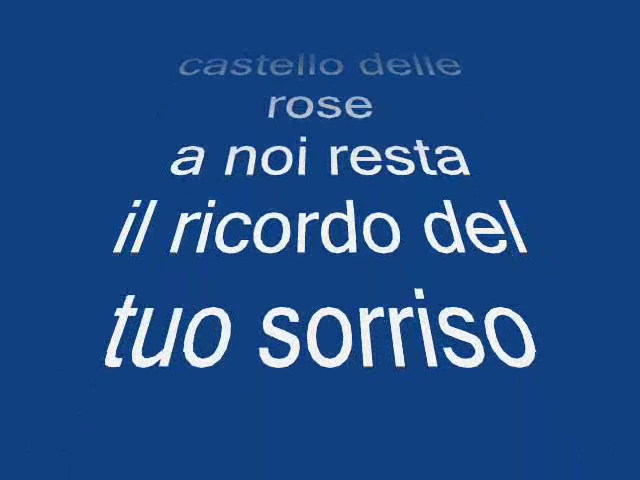 castello delle
rose
a noi resta
il ricordo del
tuo sorriso